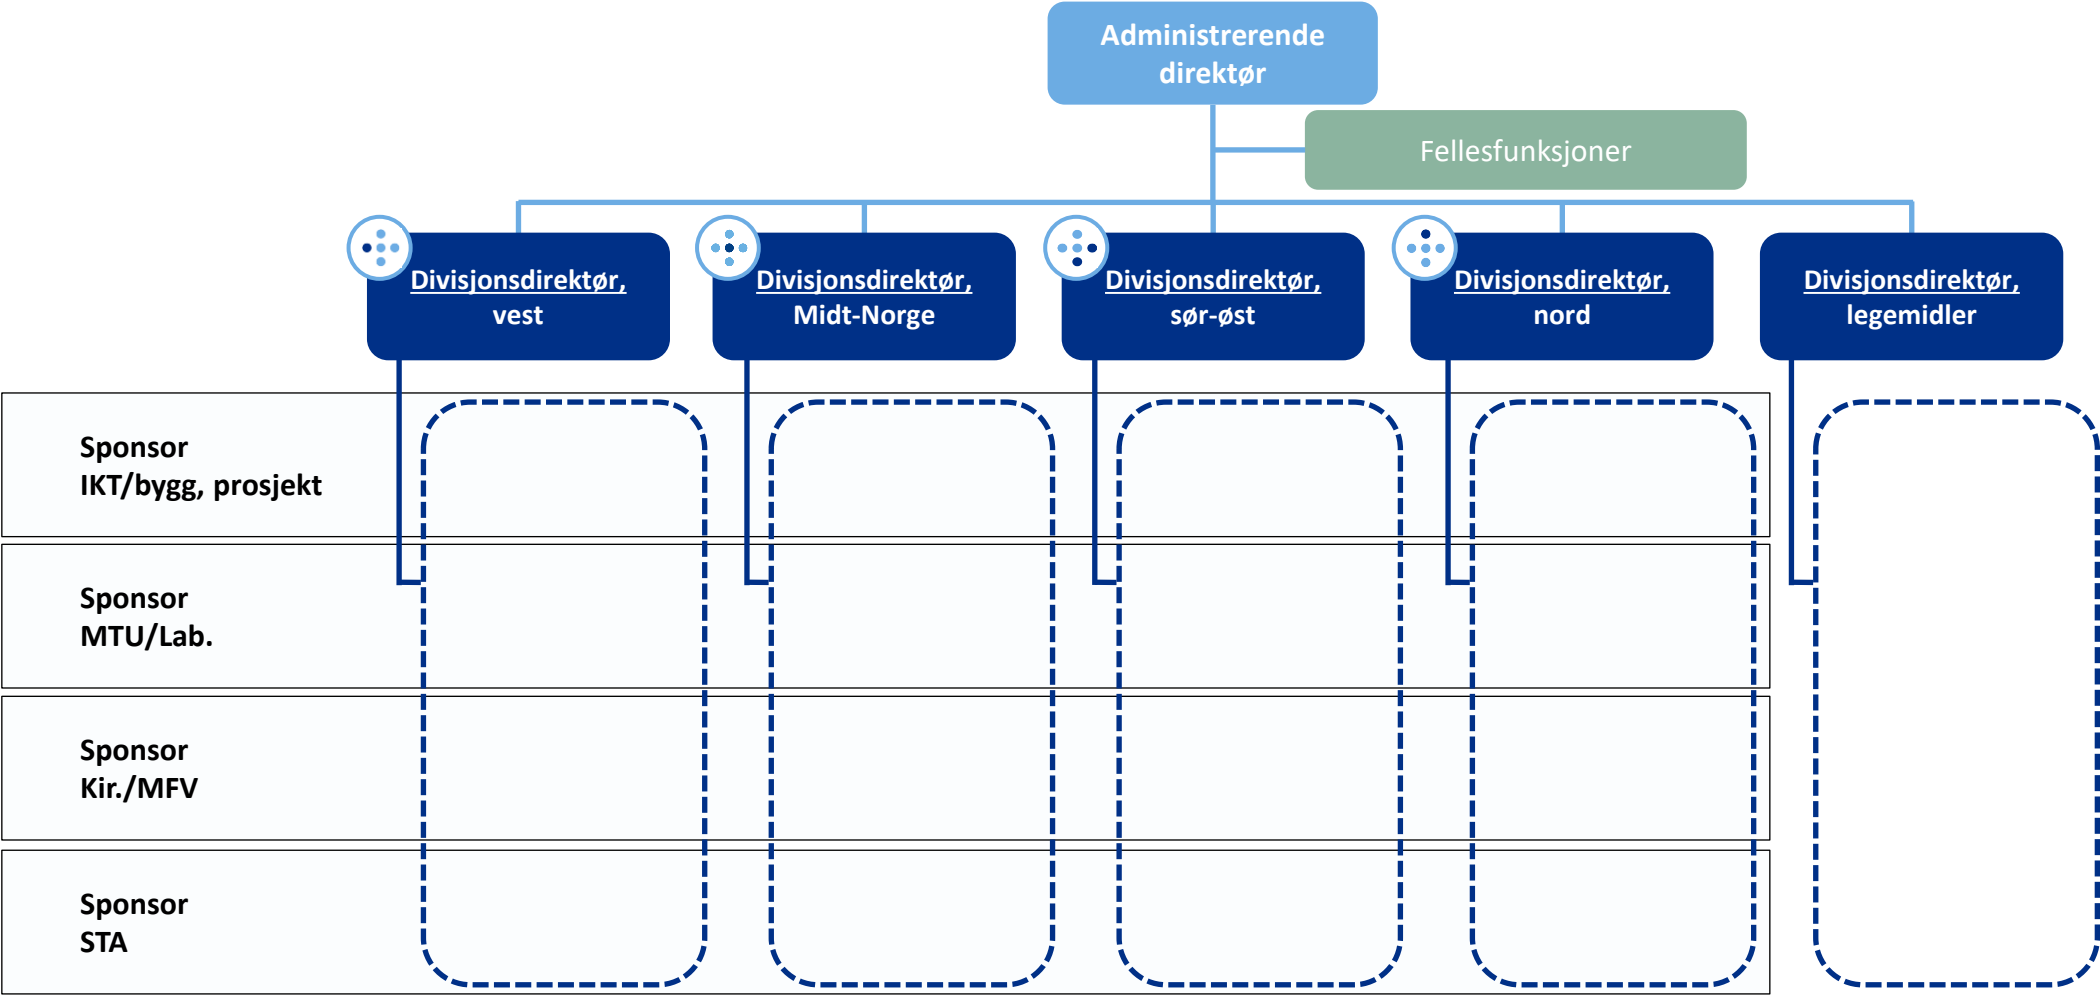 Administrerende
direktør
Fellesfunksjoner
Divisjonsdirektør,
vest
Divisjonsdirektør,
Midt-Norge
Divisjonsdirektør,
sør-øst
Divisjonsdirektør,
nord
Divisjonsdirektør,
legemidler
Sponsor
IKT/bygg, prosjekt
Sponsor
MTU/Lab.
Sponsor
Kir./MFV
Sponsor
STA